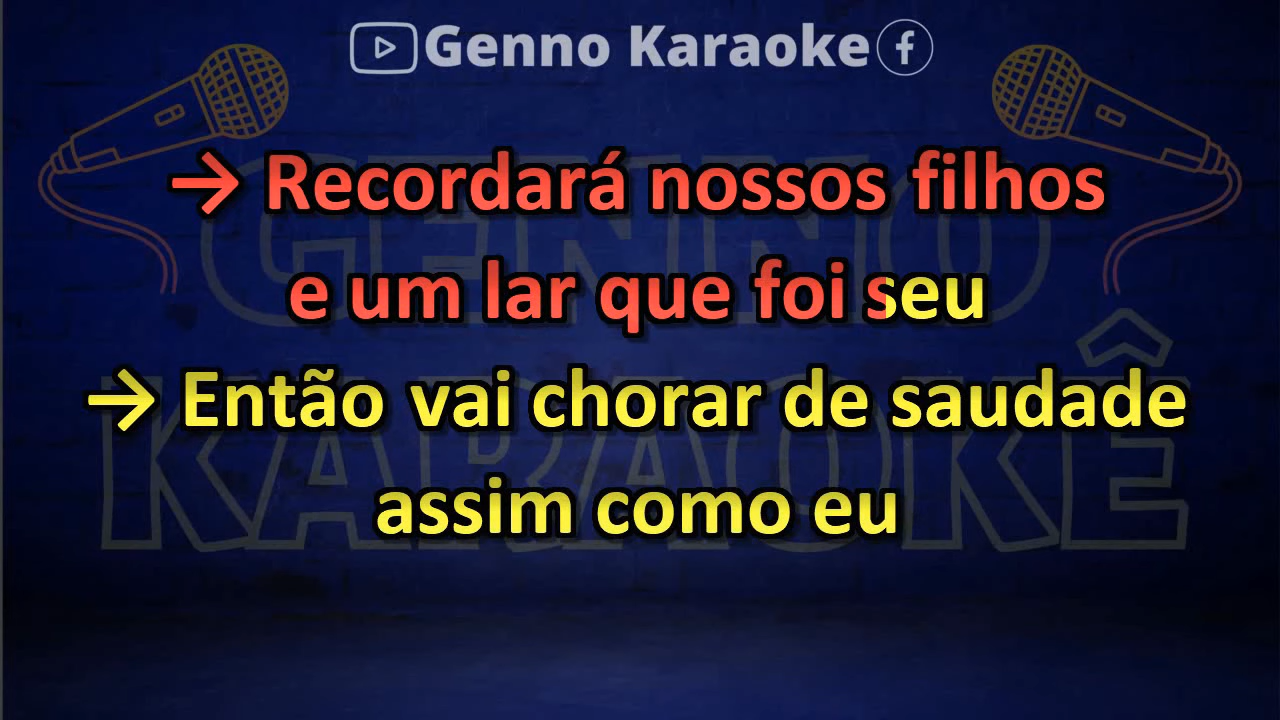 Genno Karaoke
→ Recordará nossos filhos
e um lar que foi seu
→ Então vai chorar de saudade
assim como eu
GENNO
KARAOKÊ